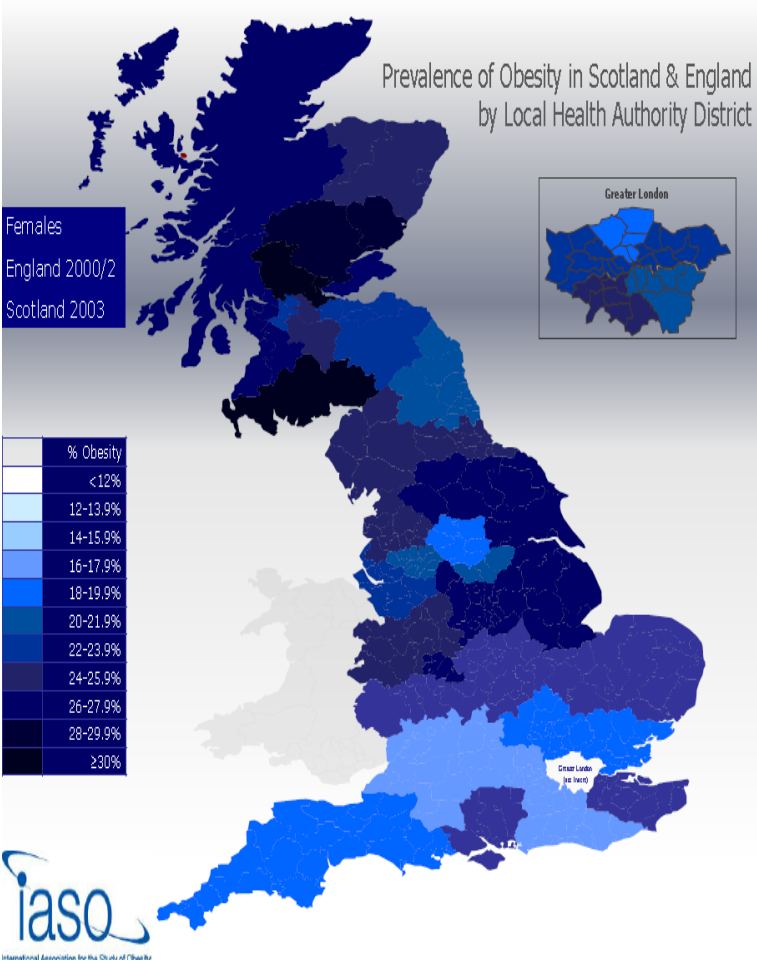 Prevalence of Obesity in Scotland & England
by Local Health Authority District
Greater London
Females
England 2000/2
Scotland 2003
% Obesity
<12%
12-13.9%
14-15.9%
16-17.9%
18-19.9%
20-21.9%
22-23.9%
24-25.9%
26-27.9%
28-29.9%
≥30%
Greater London
(see inset)
iaso
International Association for the Study of Obesity